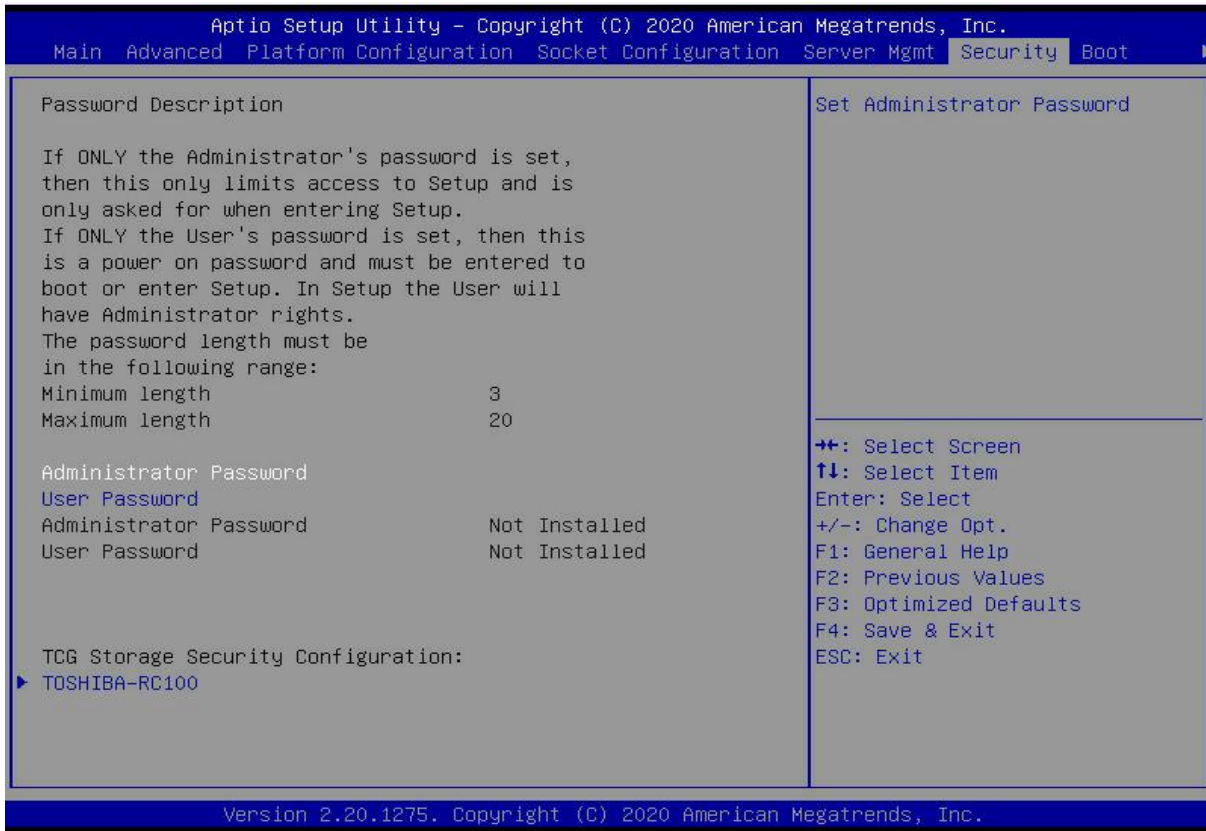 Aptio Setup Utility – Copyright (C) 2020 American Megatrends, Inc.
Main Advanced Platform Configuration Socket Configuration Server Mgmt Security Boot
Password Description
If ONLY the Administrator's password is set,
then this only limits access to Setup and is
only asked for when entering Setup.
If ONLY the User's password is set, then this
is a power on password and must be entered to
boot or enter Setup. In Setup the User will
have Administrator rights.
The password length must be
in the following range:
Minimum length 3
Maximum length 20
Administrator Password
User Password
Administrator Password Not Installed
User Password Not Installed
TCG Storage Security Configuration:
► TOSHIBA-RC100
Set Administrator Password
→←: Select Screen
↑↓: Select Item
Enter: Select
+/-: Change Opt.
F1: General Help
F2: Previous Values
F3: Optimized Defaults
F4: Save & Exit
ESC: Exit
Version 2.20.1275. Copyright (C) 2020 American Megatrends, Inc.